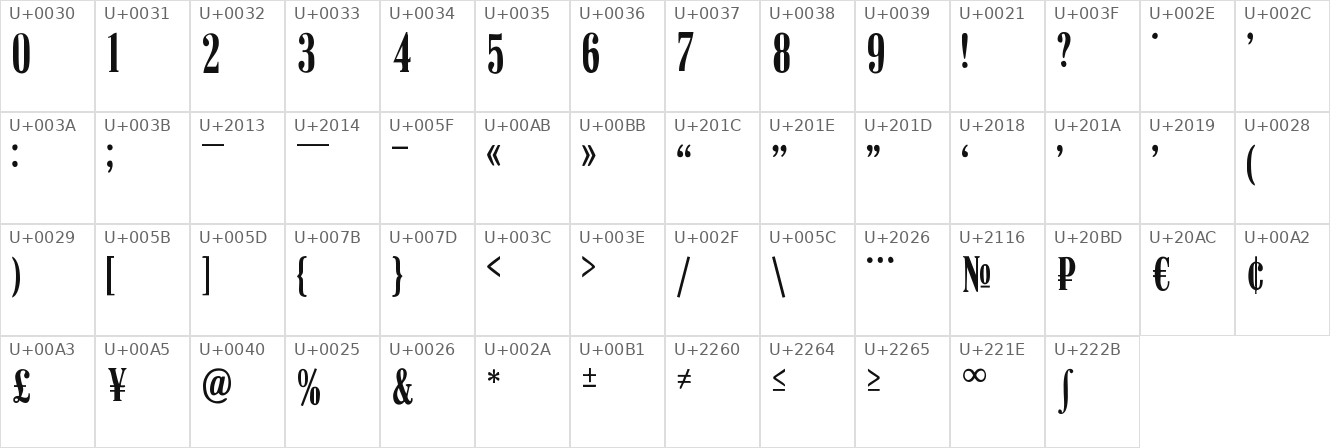 U+0030 U+0031 U+0032 U+0033 U+0034 U+0035 U+0036 U+0037 U+0038 U+0039 U+0021 U+003F U+002E U+002C
0 1 2 3 4 5 6 7 8 9 ! ? . ,
U+003A U+003B U+2013 U+2014 U+005F U+00AB U+00BB U+201C U+201E U+201D U+2018 U+201A U+2019 U+0028
: ; – — _ « » “ „ ” ‘ ‚ ’ (
U+0029 U+005B U+005D U+007B U+007D U+003C U+003E U+002F U+005C U+2026 U+2116 U+20BD U+20AC U+00A2
) [ ] { } < > / \ … № ₽ € ¢
U+00A3 U+00A5 U+0040 U+0025 U+0026 U+002A U+00B1 U+2260 U+2264 U+2265 U+221E U+222B
£ ¥ @ % & * ± ≠ ≤ ≥ ∞ ∫